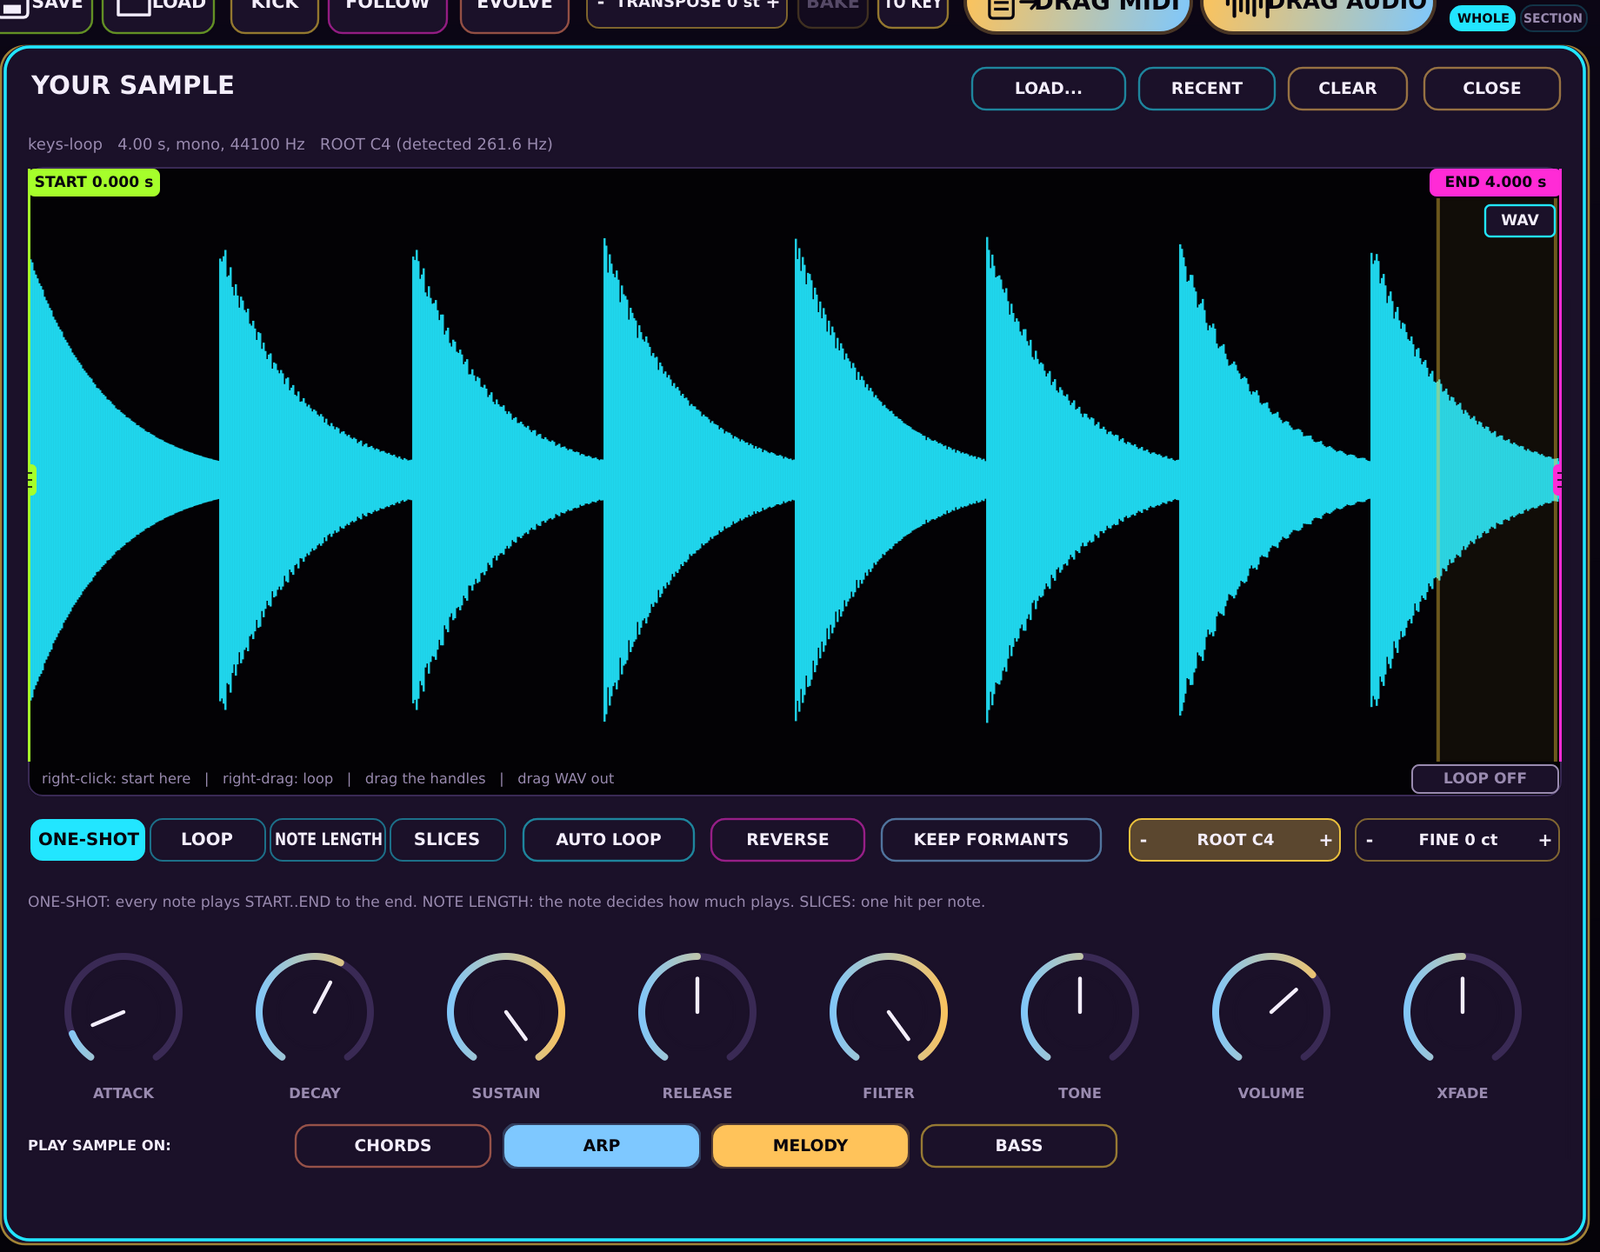 SAVE LOAD KICK FOLLOW EVOLVE - TRANSPOSE 0 st + BAKE TO KEY DRAG MIDI DRAG AUDIO WHOLE SECTION
YOUR SAMPLE LOAD... RECENT CLEAR CLOSE
keys-loop 4.00 s, mono, 44100 Hz ROOT C4 (detected 261.6 Hz)
START 0.000 s END 4.000 s
WAV
right-click: start here | right-drag: loop | drag the handles | drag WAV out LOOP OFF
ONE-SHOT LOOP NOTE LENGTH SLICES AUTO LOOP REVERSE KEEP FORMANTS - ROOT C4 + - FINE 0 ct +
ONE-SHOT: every note plays START..END to the end. NOTE LENGTH: the note decides how much plays. SLICES: one hit per note.
ATTACK DECAY SUSTAIN RELEASE FILTER TONE VOLUME XFADE
PLAY SAMPLE ON: CHORDS ARP MELODY BASS